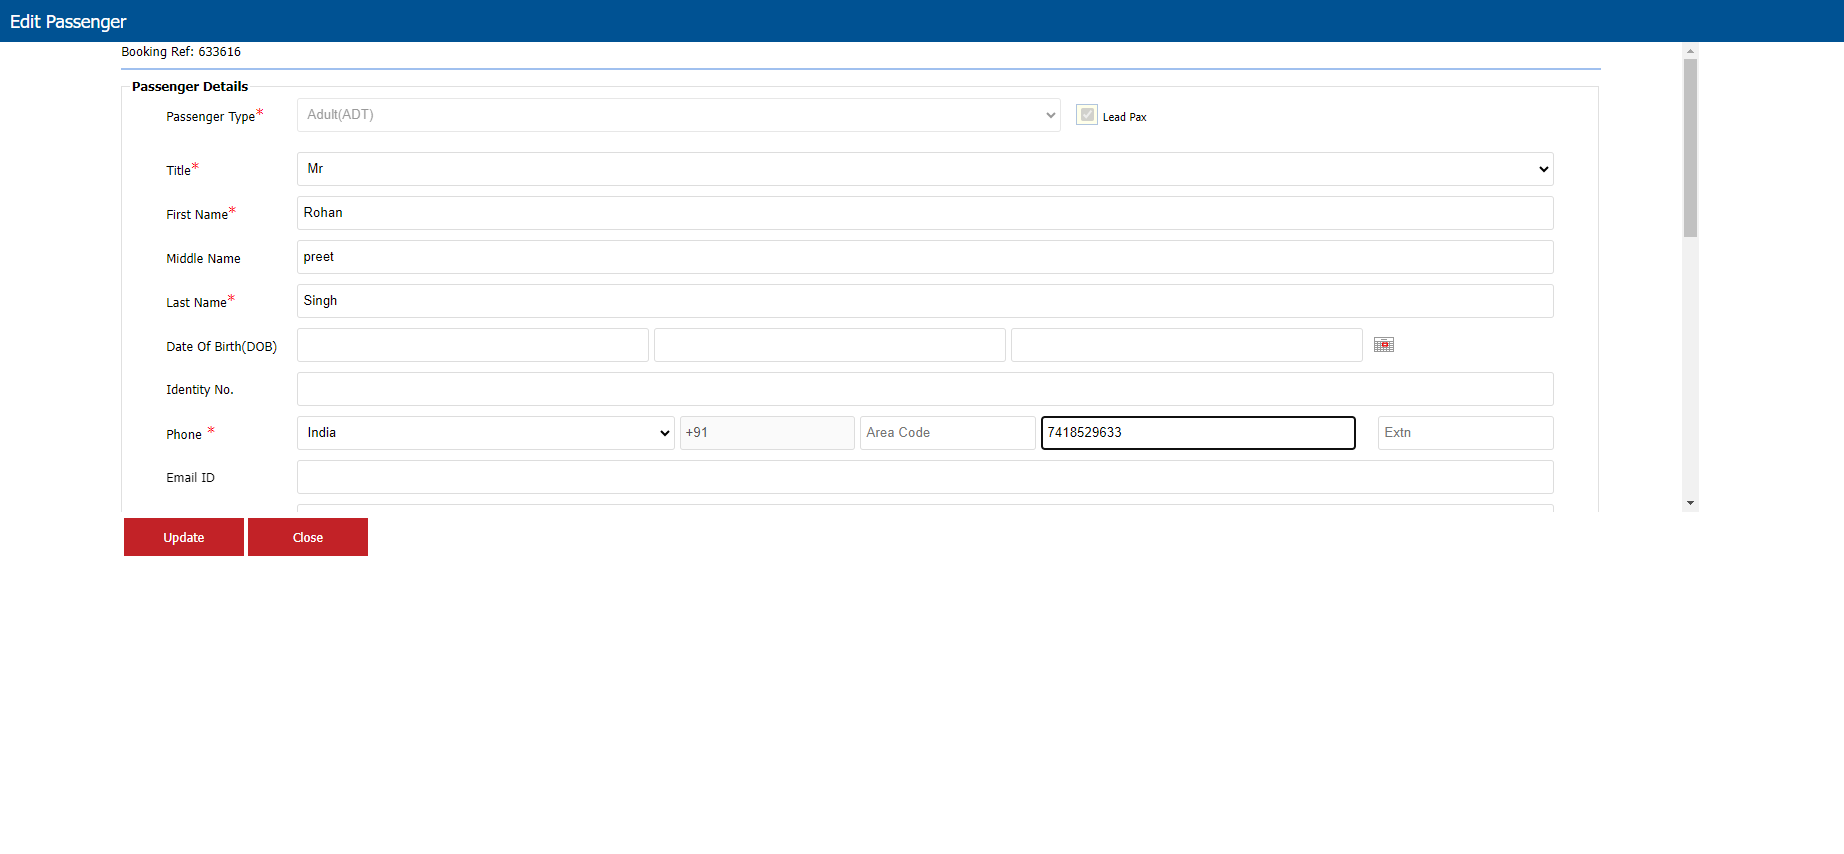 Edit Passenger
Booking Ref: 633616
Passenger Details
Passenger Type* Adult(ADT) Lead Pax
Title* Mr
First Name* Rohan
Middle Name preet
Last Name* Singh
Date Of Birth(DOB)
Identity No.
Phone * India +91 Area Code 7418529633 Extn
Email ID
Update Close